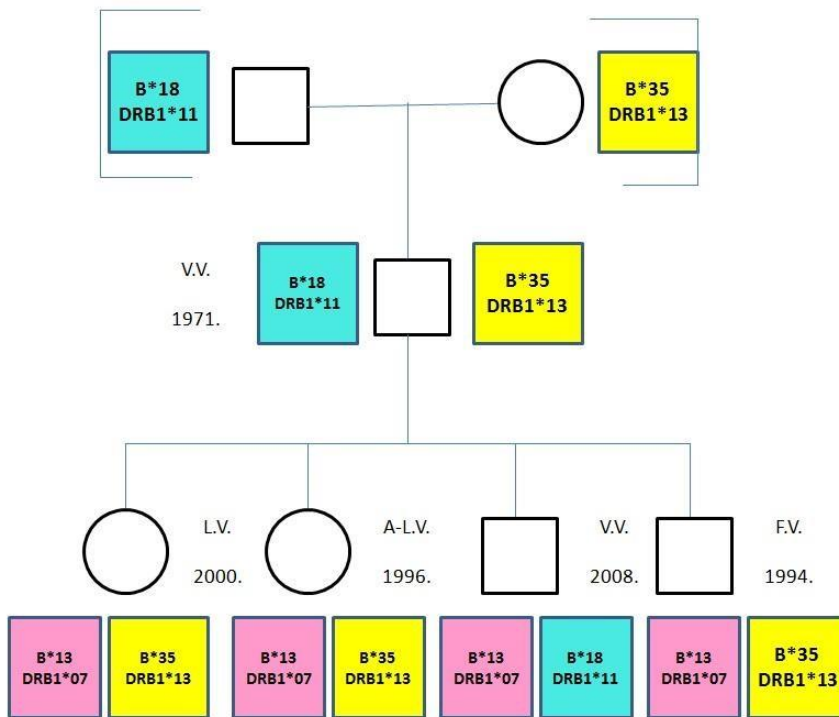 B*18
DRB1*11
B*35
DRB1*13
V.V.
1971.
B*18
DRB1*11
B*35
DRB1*13
L.V.
2000.
A-L.V.
1996.
V.V.
2008.
F.V.
1994.
B*13
DRB1*07
B*35
DRB1*13
B*13
DRB1*07
B*35
DRB1*13
B*13
DRB1*07
B*18
DRB1*11
B*13
DRB1*07
B*35
DRB1*13